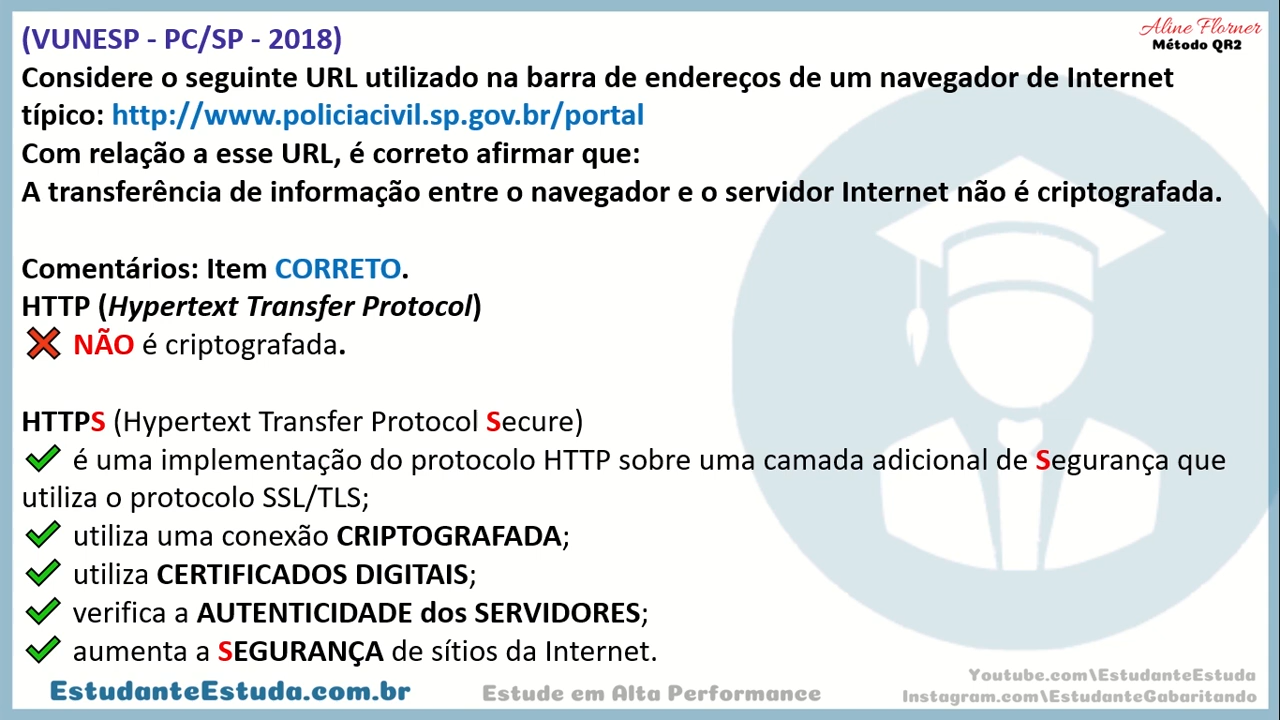 (VUNESP - PC/SP - 2018)
Aline Florner
Método QR2
Considere o seguinte URL utilizado na barra de endereços de um navegador de Internet
típico: http://www.policiacivil.sp.gov.br/portal
Com relação a esse URL, é correto afirmar que:
A transferência de informação entre o navegador e o servidor Internet não é criptografada.
Comentários: Item CORRETO.
HTTP (Hypertext Transfer Protocol)
❌ NÃO é criptografada.
HTTPS (Hypertext Transfer Protocol Secure)
✔ é uma implementação do protocolo HTTP sobre uma camada adicional de Segurança que
utiliza o protocolo SSL/TLS;
✔ utiliza uma conexão CRIPTOGRAFADA;
✔ utiliza CERTIFICADOS DIGITAIS;
✔ verifica a AUTENTICIDADE dos SERVIDORES;
✔ aumenta a SEGURANÇA de sítios da Internet.
EstudanteEstuda.com.br
Estude em Alta Performance
Youtube.com\EstudanteEstuda
Instagram.com\EstudanteGabaritando